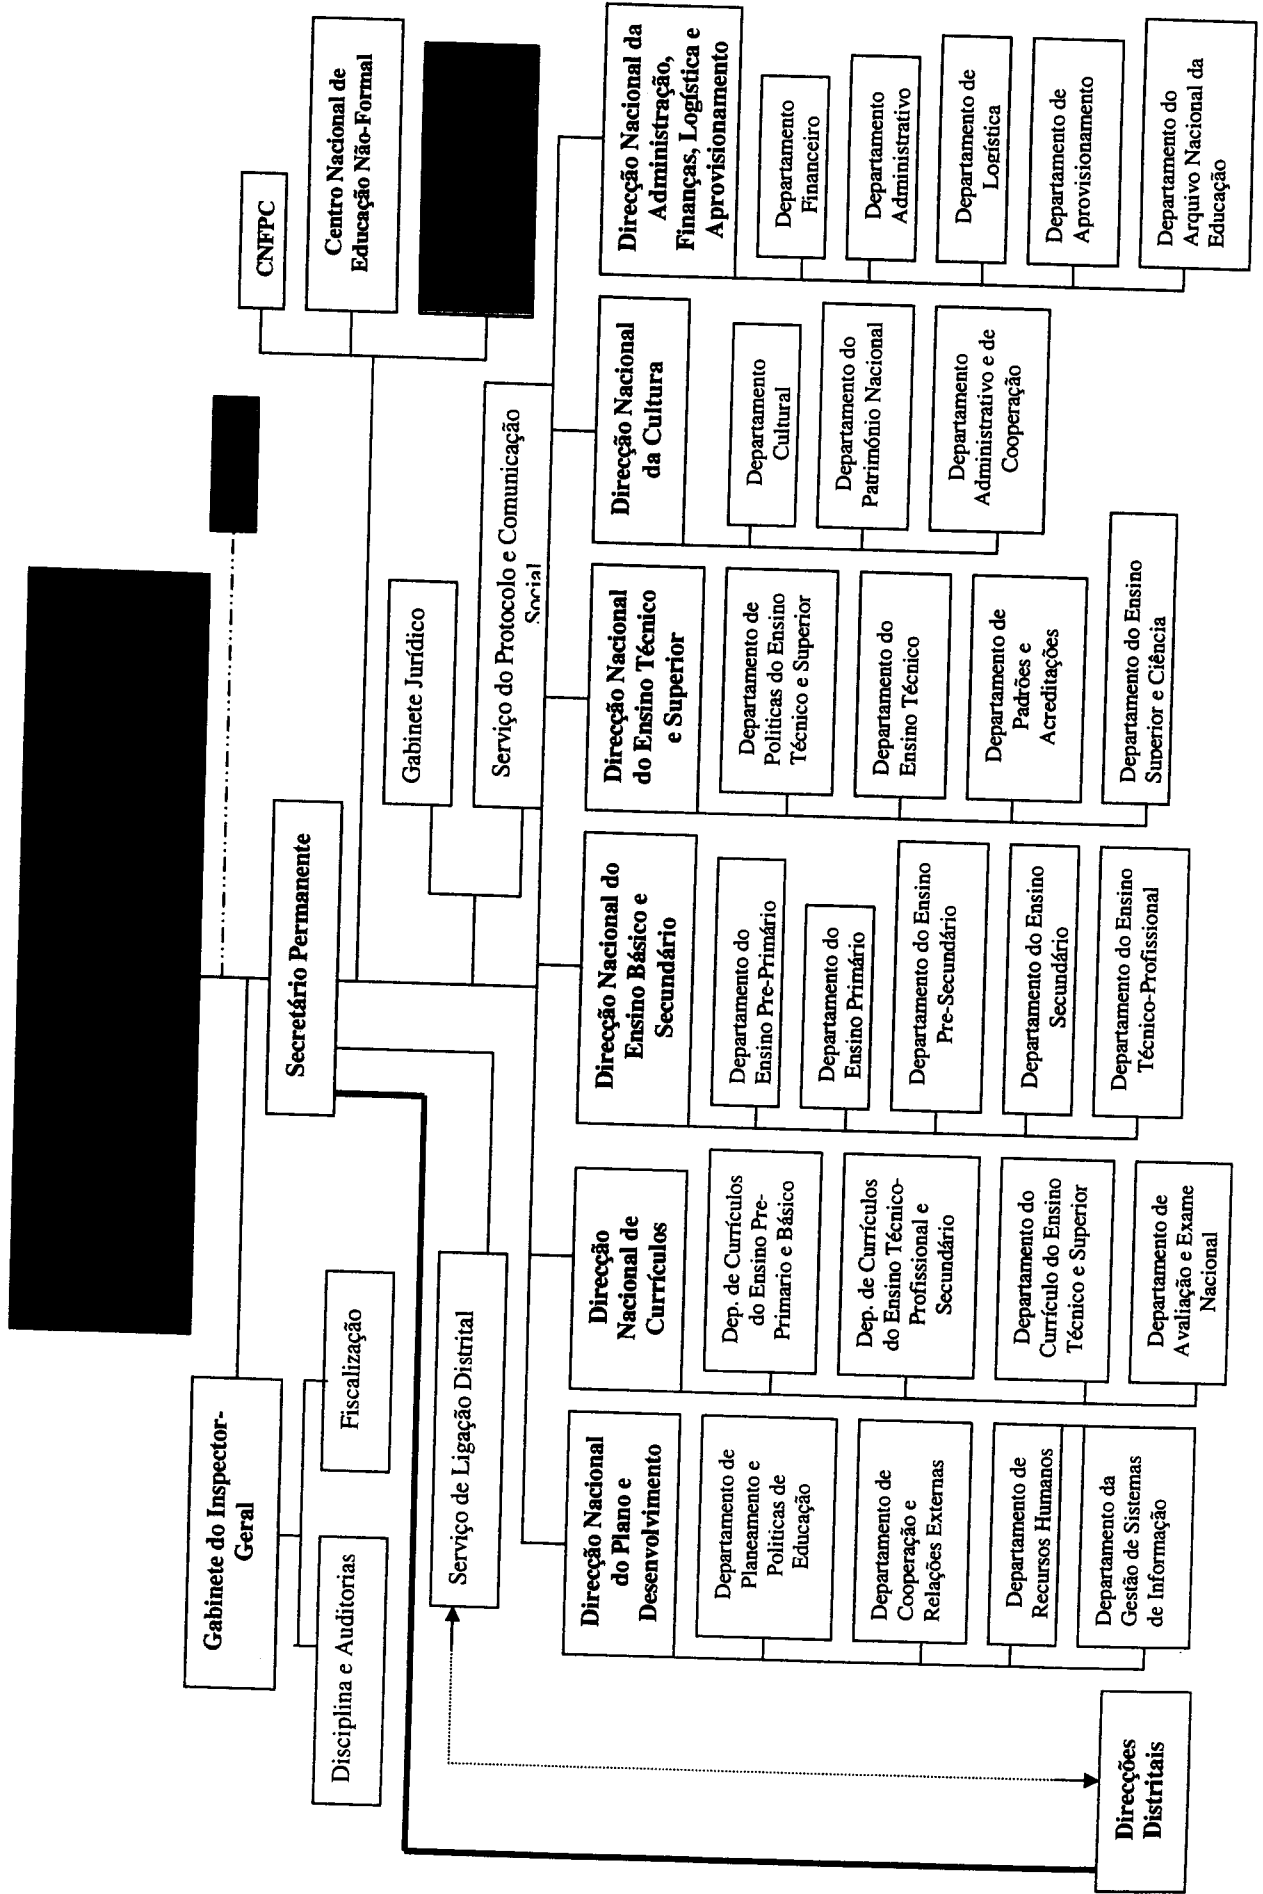 CNFPC
Centro Nacional de
Educação Não-Formal
Secretário Permanente
Gabinete do Inspector-
Geral
Disciplina e Auditorias
Fiscalização
Gabinete Jurídico
Serviço do Protocolo e Comunicação
Social
Serviço de Ligação Distrital
Direcções
Distritais
Direcção Nacional
do Plano e
Desenvolvimento
Departamento de
Planeamento e
Politicas de
Educação
Departamento de
Cooperação e
Relações Externas
Departamento de
Recursos Humanos
Departamento da
Gestão de Sistemas
de Informação
Direcção
Nacional de
Currículos
Dep. de Currículos
do Ensino Pre-
Primario e Básico
Dep. de Currículos
do Ensino Técnico-
Profissional e
Secundário
Departamento do
Currículo do Ensino
Técnico e Superior
Departamento de
Avaliação e Exame
Nacional
Direcção Nacional do
Ensino Básico e
Secundário
Departamento do
Ensino Pre-Primário
Departamento do
Ensino Primário
Departamento do Ensino
Pre-Secundário
Departamento do Ensino
Secundário
Departamento do Ensino
Técnico-Profissional
Direcção Nacional
do Ensino Técnico
e Superior
Departamento de
Politicas do Ensino
Técnico e Superior
Departamento do
Ensino Técnico
Departamento de
Padrões e
Acreditações
Departamento do Ensino
Superior e Ciência
Direcção Nacional
da Cultura
Departamento
Cultural
Departamento do
Património Nacional
Departamento
Administrativo e de
Cooperação
Direcção Nacional da
Administração,
Finanças, Logística e
Aprovisionamento
Departamento
Financeiro
Departamento
Administrativo
Departamento de
Logística
Departamento de
Aprovisionamento
Departamento do
Arquivo Nacional da
Educação